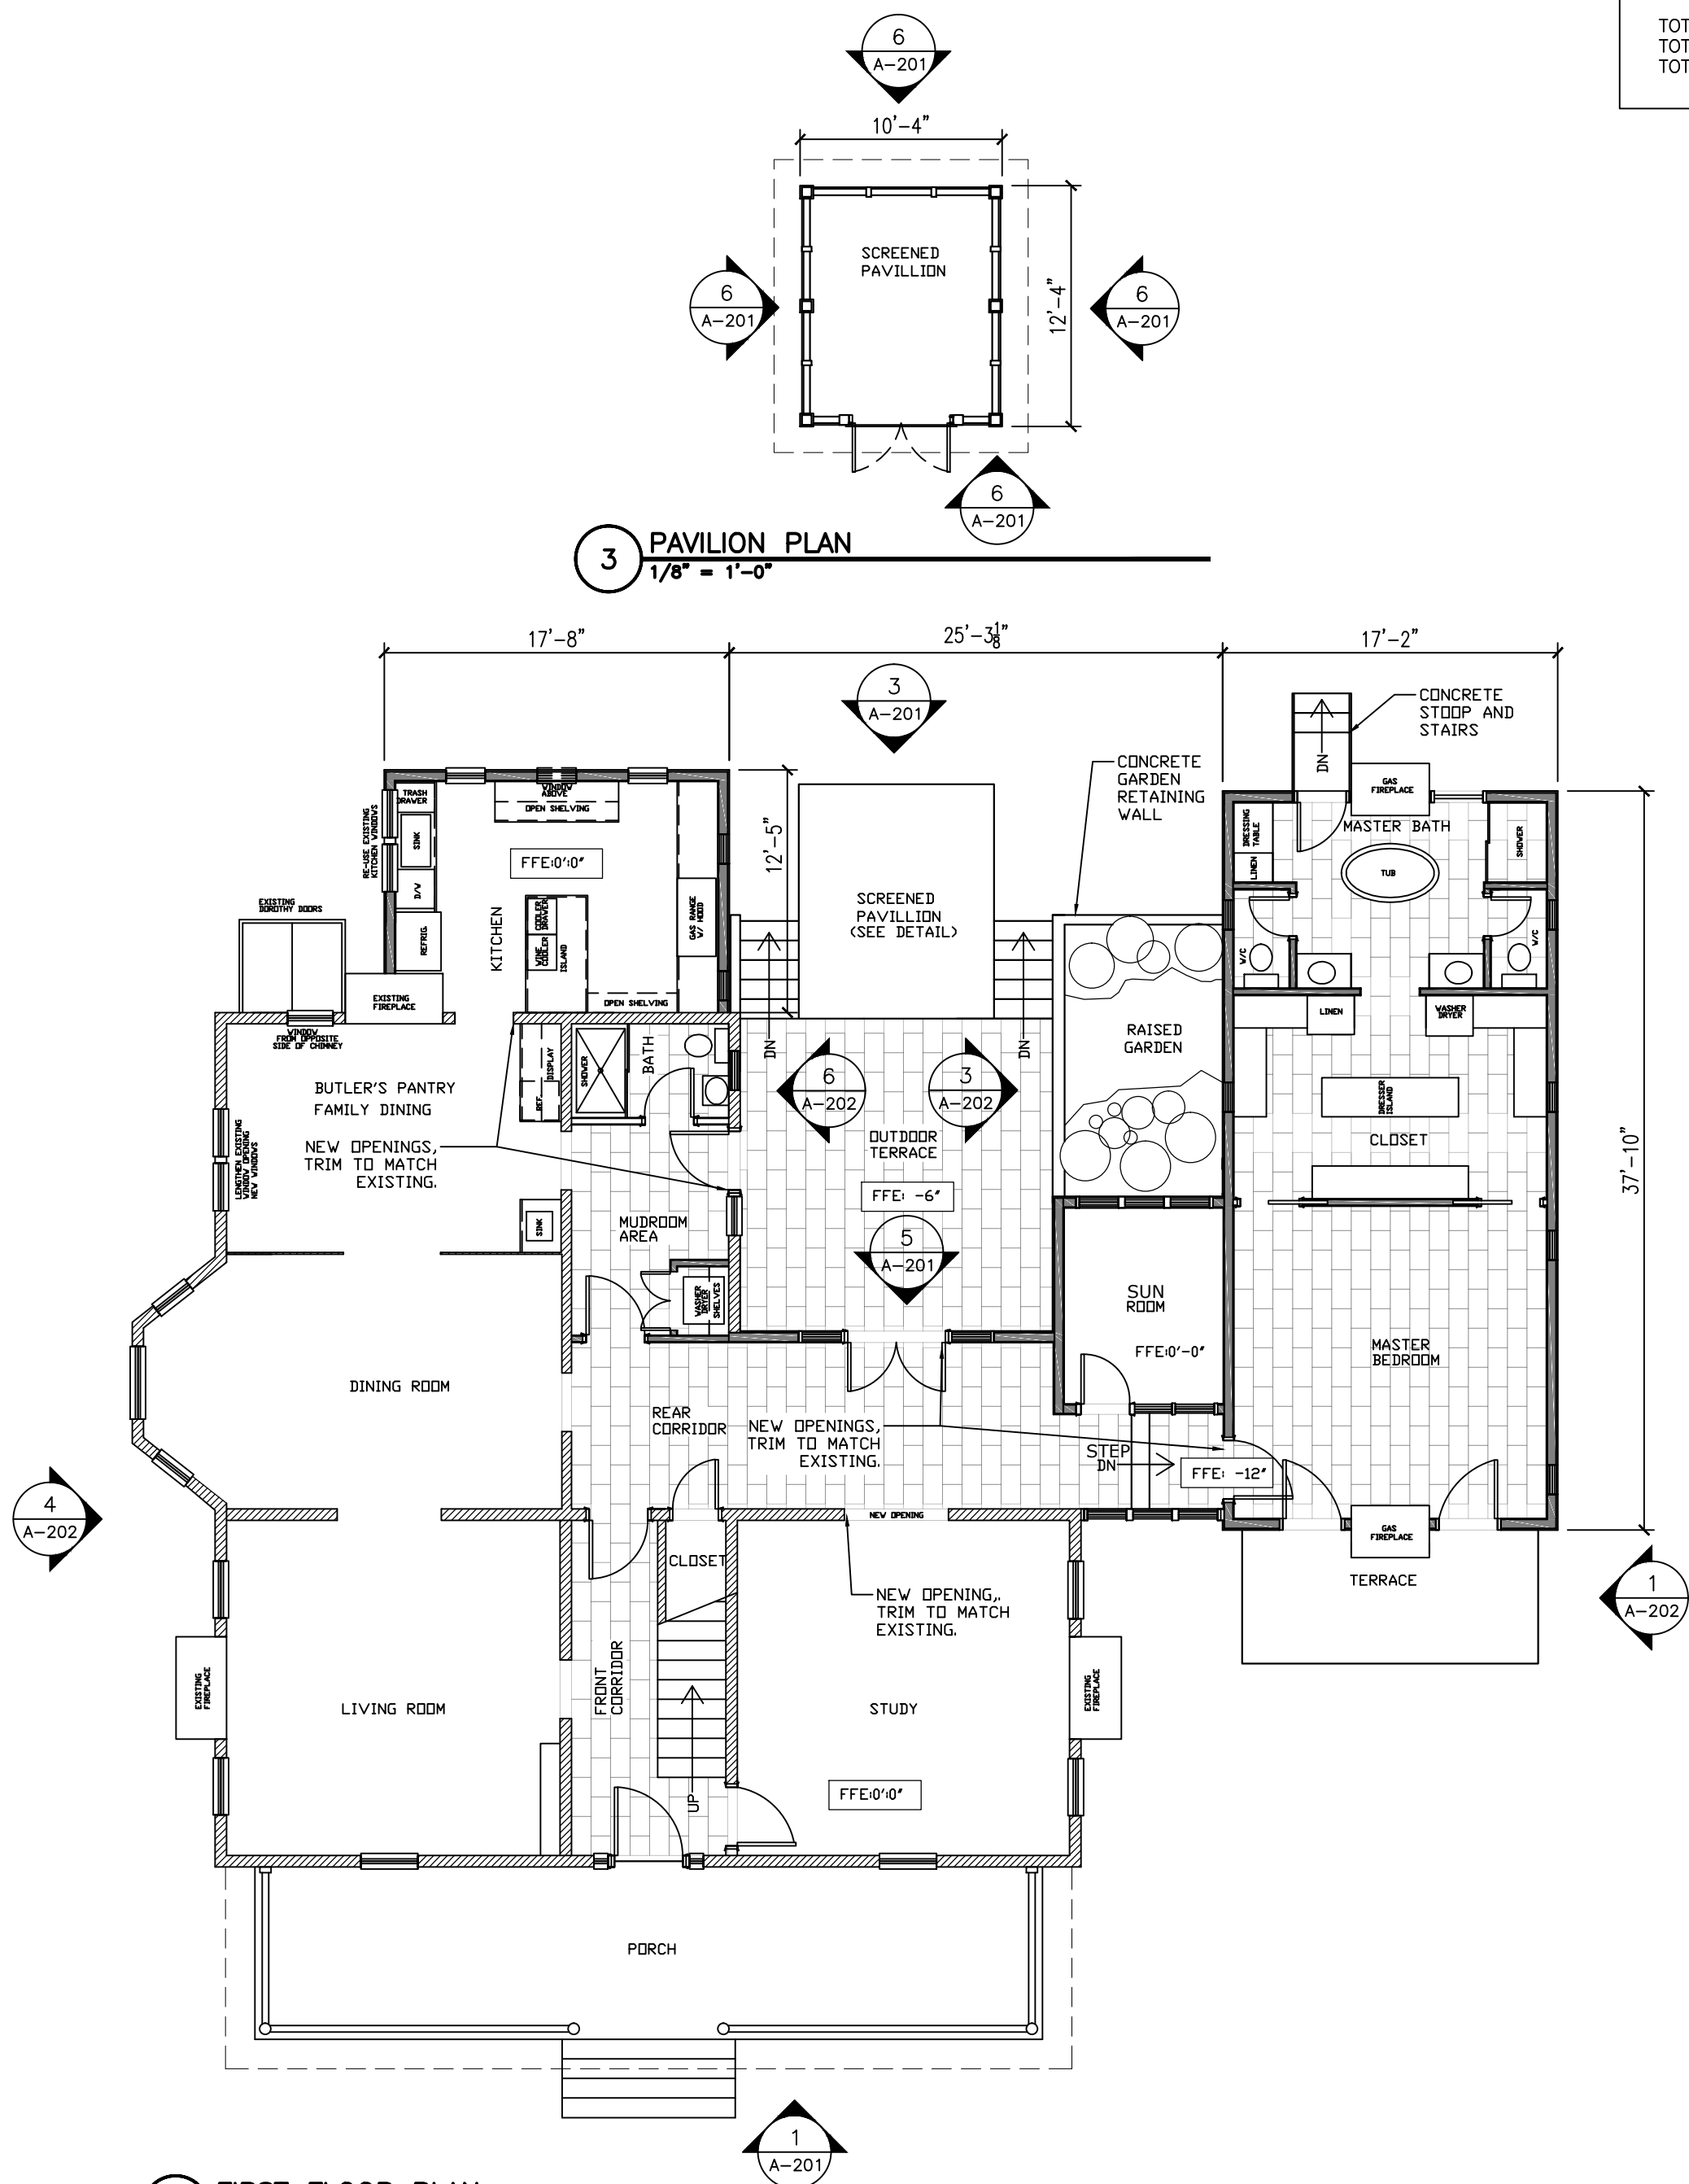 TOT
TOT
TOT
6
A-201
10'-4"
SCREENED
PAVILLION
12'-4"
6
A-201
6
A-201
6
A-201
3
PAVILION PLAN
1/8" = 1'-0"
17'-8"
25'-3 1/8"
17'-2"
3
A-201
CONCRETE
STOOP AND
STAIRS
DN
CONCRETE
GARDEN
RETAINING
WALL
GAS
FIREPLACE
TRASH
DRAWER
WINDOW
ABOVE
OPEN SHELVING
RE-USE EXISTING
KITCHEN WINDOWS
SINK
D/W
REFRIG.
FFE:0':0"
KITCHEN
WINE
COOLER
COOLER
DRAWER
ISLAND
GAS RANGE
W/ HOOD
OPEN SHELVING
12'-5"
SCREENED
PAVILLION
(SEE DETAIL)
DRESSING
TABLE
LINEN
MASTER BATH
TUB
SHOWER
W/C
W/C
EXISTING
DOROTHY DOORS
EXISTING
FIREPLACE
WINDOW
FROM OPPOSITE
SIDE OF CHIMNEY
DN
DN
LINEN
WASHER
DRYER
RAISED
GARDEN
DISPLAY
REF.
SHOWER
BATH
BUTLER'S PANTRY
FAMILY DINING
6
A-202
3
A-202
DRESSER
ISLAND
CLOSET
LENGTHEN EXISTING
WINDOW OPENING
NEW WINDOWS
NEW OPENINGS,
TRIM TO MATCH
EXISTING.
OUTDOOR
TERRACE
FFE: -6"
37'-10"
SINK
MUDROOM
AREA
5
A-201
WASHER
DRYER
SHELVES
SUN
ROOM
FFE:0'-0"
MASTER
BEDROOM
DINING ROOM
REAR
CORRIDOR
NEW OPENINGS,
TRIM TO MATCH
EXISTING.
STEP
DN
FFE: -12"
4
A-202
NEW OPENING
GAS
FIREPLACE
CLOSET
TERRACE
1
A-202
NEW OPENING,.
TRIM TO MATCH
EXISTING.
EXISTING
FIREPLACE
LIVING ROOM
FRONT
CORRIDOR
UP
STUDY
EXISTING
FIREPLACE
FFE:0':0"
PORCH
1
A-201
FIRST FLOOR PLAN